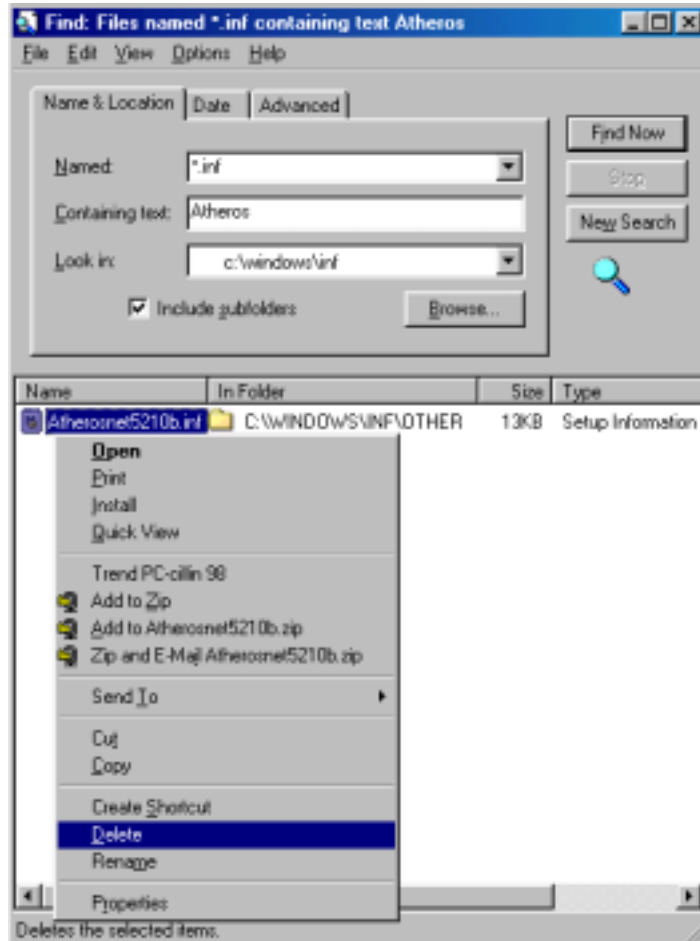 Find: Files named *.inf containing text Atheros
File Edit View Options Help
Name & Location Date Advanced
Find Now
Named: *.inf
Stop
Containing text: Atheros
New Search
Look in: c:\windows\inf
Include subfolders Browse...
Name In Folder Size Type
Atherosnet5210b.inf C:\WINDOWS\INF\OTHER 13KB Setup Information
Open
Print
Install
Quick View
Trend PC-cillin 98
Add to Zip
Add to Atherosnet5210b.zip
Zip and E-Mail Atherosnet5210b.zip
Send To
Cut
Copy
Create Shortcut
Delete
Rename
Properties
Deletes the selected items.